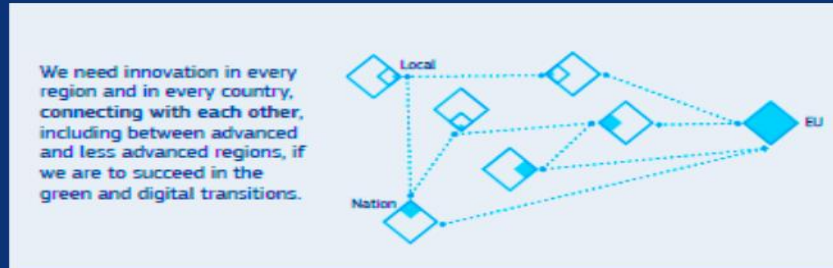 We need innovation in every
region and in every country,
connecting with each other,
including between advanced
and less advanced regions, if
we are to succeed in the
green and digital transitions.
Local
EU
Nation